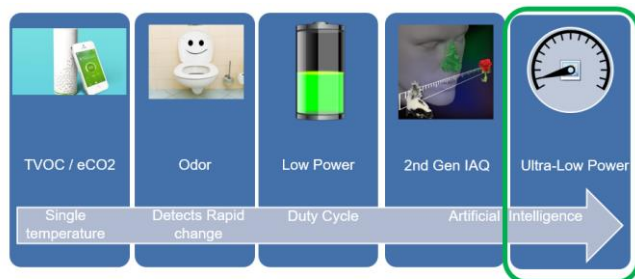 TVOC / eCO2
Odor
Low Power
2nd Gen IAQ
Ultra-Low Power
Single
temperature
Detects Rapid
change
Duty Cycle
Artificial Intelligence